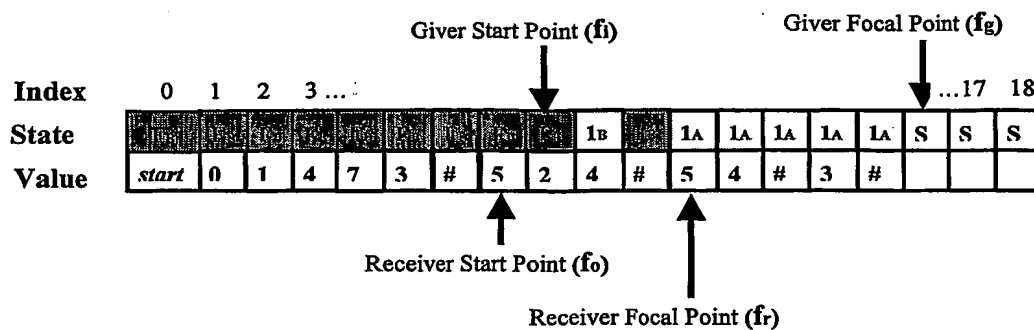 Giver Start Point (fi) Giver Focal Point (fg)
Index 0 1 2 3 ... ...17 18
State 1B 1A 1A 1A 1A 1A S S S
Value start 0 1 4 7 3 # 5 2 4 # 5 4 # 3 #
Receiver Start Point (fo)
Receiver Focal Point (fr)